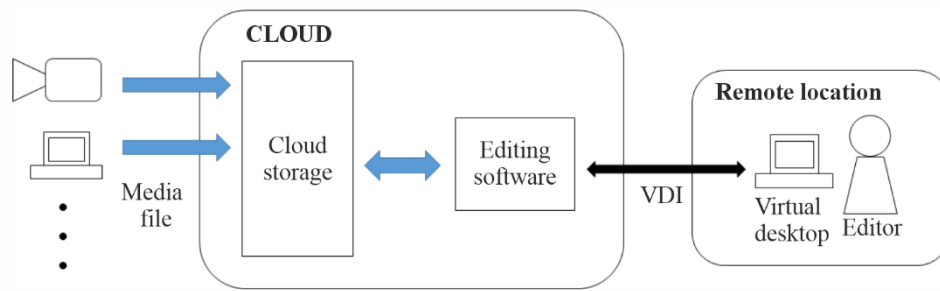 CLOUD
Media
file
Cloud
storage
Editing
software
VDI
Remote location
Virtual
desktop
Editor